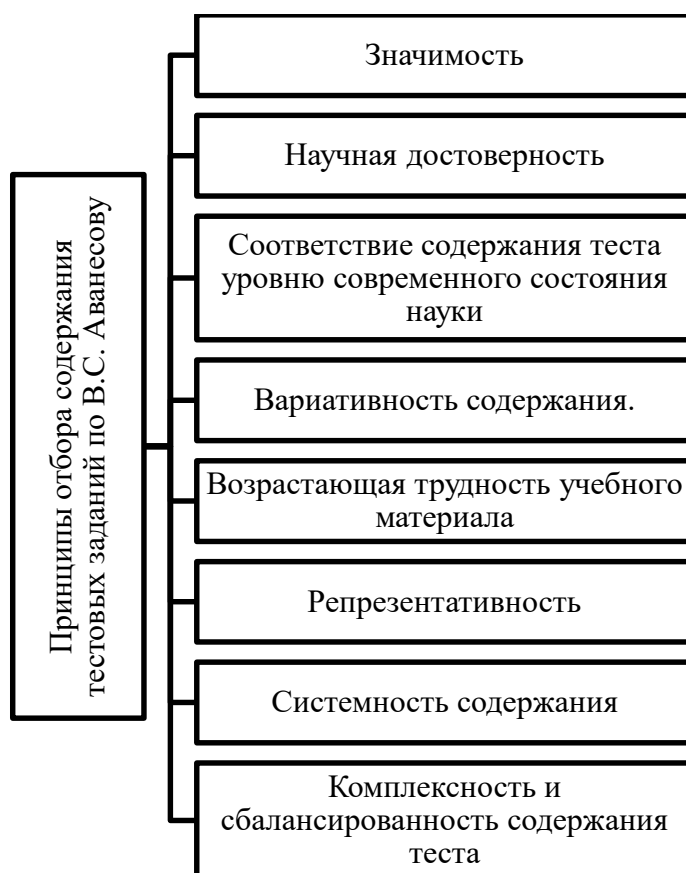 Принципы отбора содержания
тестовых заданий по В.С. Аванесову
Значимость
Научная достоверность
Соответствие содержания теста
уровню современного состояния
науки
Вариативность содержания.
Возрастающая трудность учебного
материала
Репрезентативность
Системность содержания
Комплексность и
сбалансированность содержания
теста